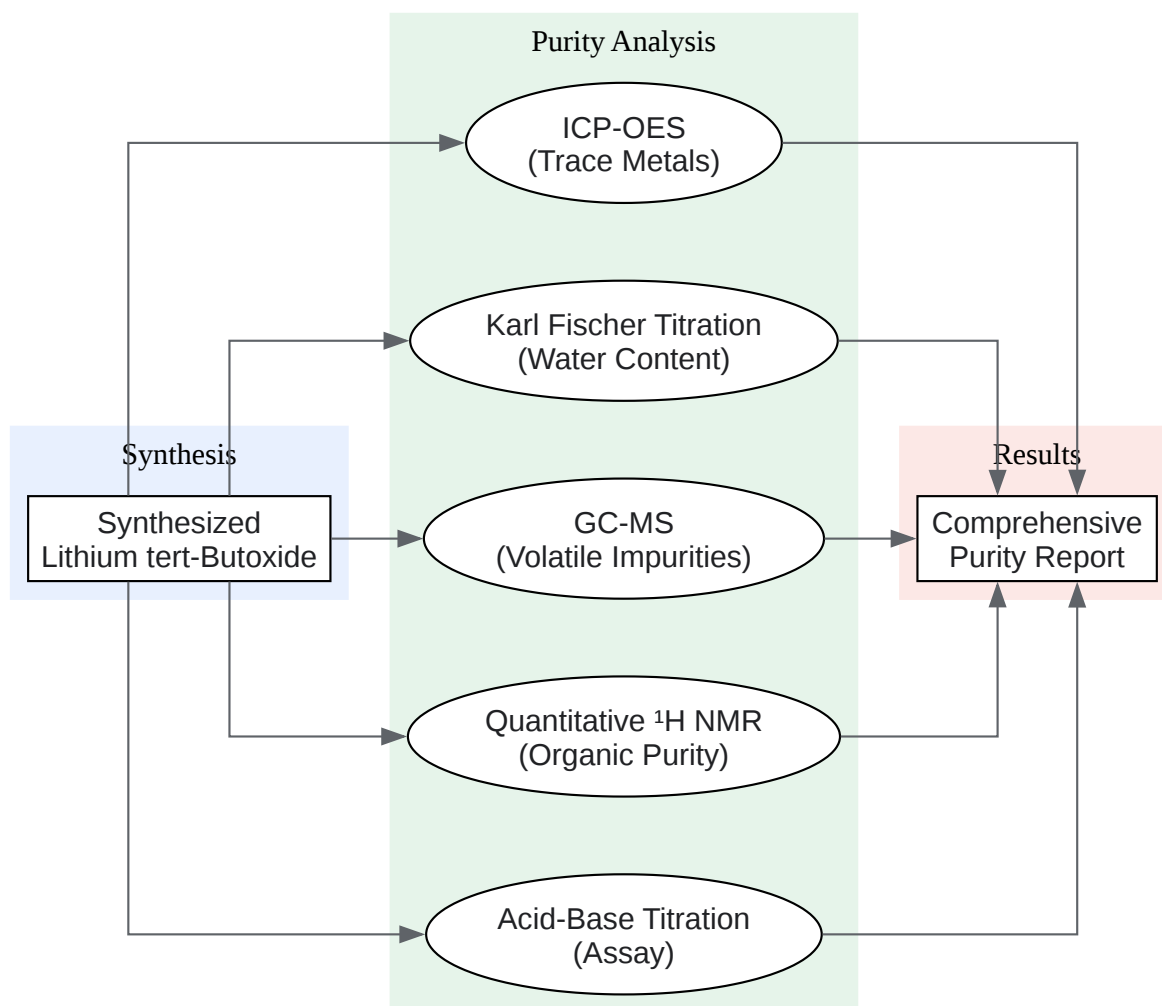 Purity Analysis
ICP-OES
(Trace Metals)
Karl Fischer Titration
(Water Content)
Synthesis
Synthesized
Lithium tert-Butoxide
GC-MS
(Volatile Impurities)
Results
Comprehensive
Purity Report
Quantitative ¹H NMR
(Organic Purity)
Acid-Base Titration
(Assay)